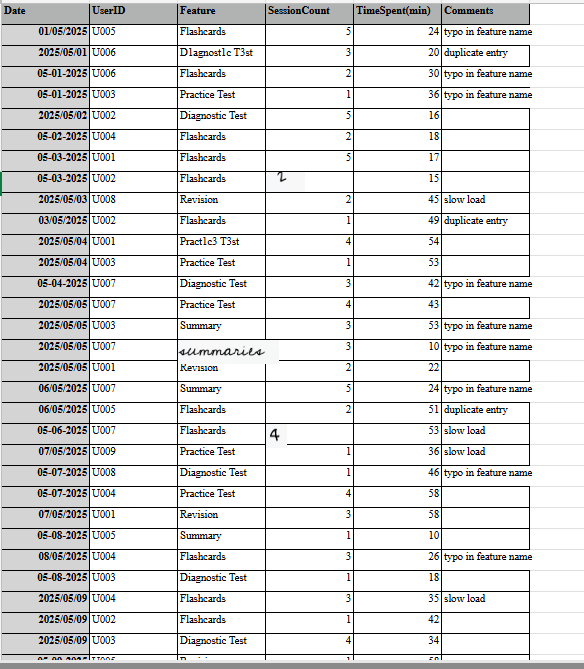 Date UserID Feature SessionCount TimeSpent(min) Comments
01/05/2025 U005 Flashcards 5 24 typo in feature name
2025/05/01 U006 D1agnost1c T3st 3 20 duplicate entry
05-01-2025 U006 Flashcards 2 30 typo in feature name
05-01-2025 U003 Practice Test 1 36 typo in feature name
2025/05/02 U002 Diagnostic Test 5 16
05-02-2025 U004 Flashcards 2 18
05-03-2025 U001 Flashcards 5 17
05-03-2025 U002 Flashcards 2 15
2025/05/03 U008 Revision 2 45 slow load
03/05/2025 U002 Flashcards 1 49 duplicate entry
2025/05/04 U001 Pract1c3 T3st 4 54
2025/05/04 U003 Practice Test 1 53
05-04-2025 U007 Diagnostic Test 3 42 typo in feature name
2025/05/05 U007 Practice Test 4 43
2025/05/05 U003 Summary 3 53 typo in feature name
2025/05/05 U007 summaries 3 10 typo in feature name
2025/05/05 U001 Revision 2 22
06/05/2025 U007 Summary 5 24 typo in feature name
06/05/2025 U005 Flashcards 2 51 duplicate entry
05-06-2025 U007 Flashcards 4 53 slow load
07/05/2025 U009 Practice Test 1 36 slow load
05-07-2025 U008 Diagnostic Test 1 46 typo in feature name
05-07-2025 U004 Practice Test 4 58
07/05/2025 U001 Revision 3 58
05-08-2025 U005 Summary 1 10
08/05/2025 U004 Flashcards 3 26 typo in feature name
05-08-2025 U003 Diagnostic Test 1 18
2025/05/09 U004 Flashcards 3 35 slow load
2025/05/09 U002 Flashcards 1 42
2025/05/09 U003 Diagnostic Test 4 34